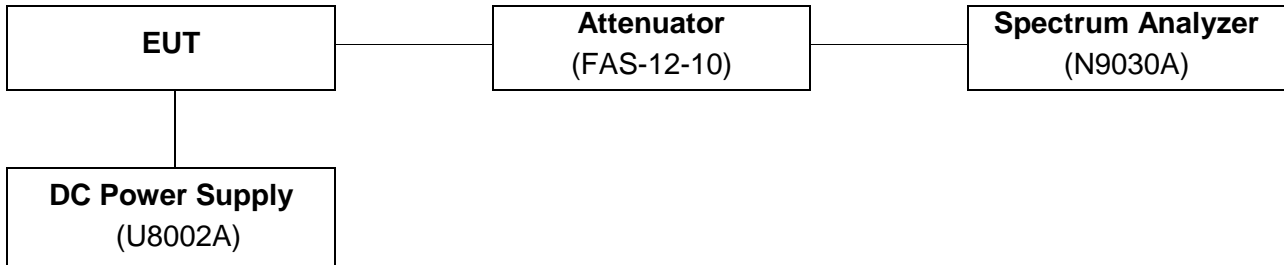 EUT
Attenuator
(FAS-12-10)
Spectrum Analyzer
(N9030A)
DC Power Supply
(U8002A)